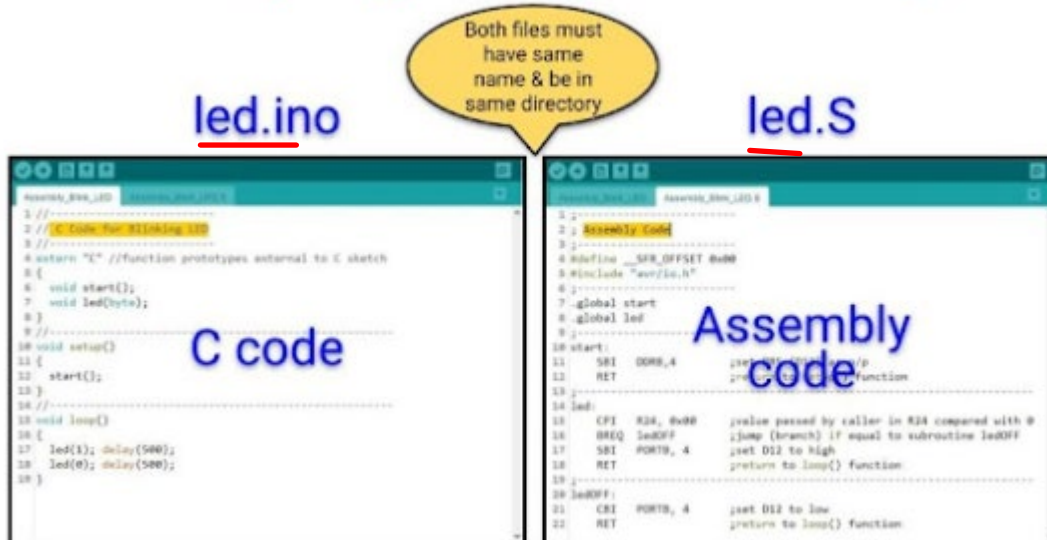 Both files must
have same
name & be in
same directory
led.ino
led.S
Assembly_Blink_LED Assembly_Blink_LED.S
1 //------------------------
2 // C Code for Blinking LED
3 //------------------------
4 extern "C" //function prototypes external to C sketch
5 {
6 void start();
7 void led(byte);
8 }
9 //--------------------------------------------------
10 void setup()
11 {
12 start();
13 }
14 //--------------------------------------------------
15 void loop()
16 {
17 led(1); delay(500);
18 led(0); delay(500);
19 }
C code
Assembly_Blink_LED Assembly_Blink_LED.S
1 ;------------------------
2 ; Assembly Code
3 ;------------------------
4 #define __SFR_OFFSET 0x00
5 #include "avr/io.h"
6 ;------------------------
7 .global start
8 .global led
9 ;------------------------
10 start:
11 SBI DDRB,4 ;set
12 RET function
13 ;--------------------------------------------------
14 led:
15 CPI R24, 0x00 ;value passed by caller in R24 compared with 0
16 BREQ ledOFF ;jump (branch) if equal to subroutine ledOFF
17 SBI PORTB, 4 ;set D12 to high
18 RET ;return to loop() function
19 ;--------------------------------------------------
20 ledOFF:
21 CBI PORTB, 4 ;set D12 to low
22 RET ;return to loop() function
Assembly
code